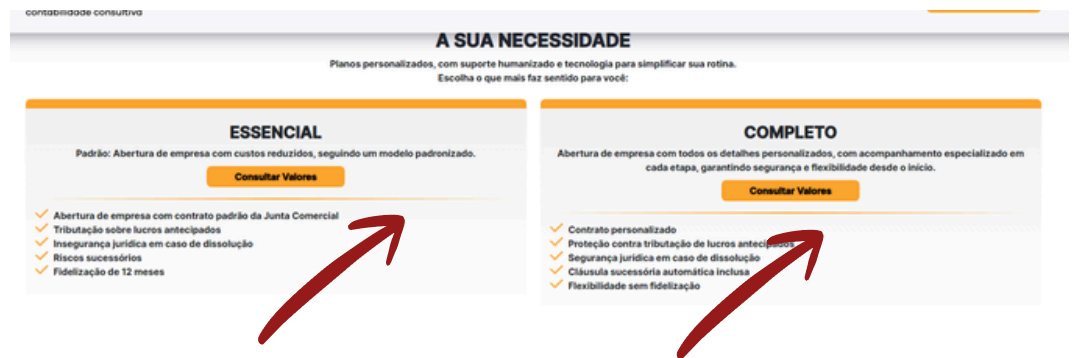 contabilidade consultiva
A SUA NECESSIDADE
Planos personalizados, com suporte humanizado e tecnologia para simplificar sua rotina.
Escolha o que mais faz sentido para você:
ESSENCIAL
Padrão: Abertura de empresa com custos reduzidos, seguindo um modelo padronizado.
Consultar Valores
Abertura de empresa com contrato padrão da Junta Comercial
Tributação sobre lucros antecipados
Insegurança jurídica em caso de dissolução
Riscos sucessórios
Fidelização de 12 meses
COMPLETO
Abertura de empresa com todos os detalhes personalizados, com acompanhamento especializado em
cada etapa, garantindo segurança e flexibilidade desde o início.
Consultar Valores
Contrato personalizado
Proteção contra tributação de lucros antecipados
Segurança jurídica em caso de dissolução
Cláusula sucessória automática inclusa
Flexibilidade sem fidelização